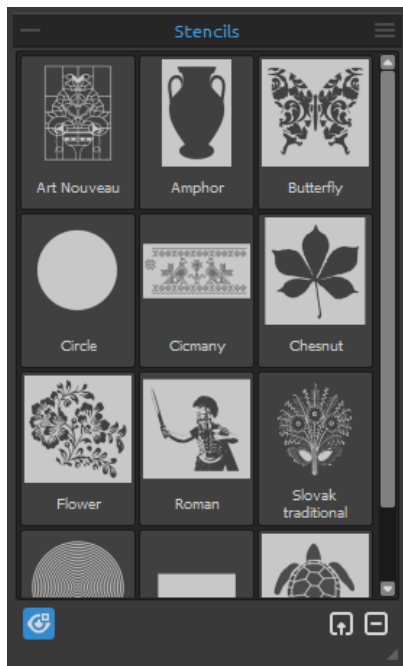 Stencils
Art Nouveau
Amphor
Butterfly
Circle
Cicmany
Chesnut
Flower
Roman
Slovak
traditional